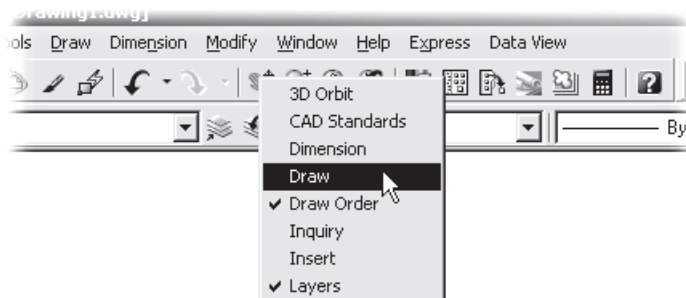 Drawing1.dwg]
ools Draw Dimension Modify Window Help Express Data View
By
3D Orbit
CAD Standards
Dimension
Draw
Draw Order
Inquiry
Insert
Layers